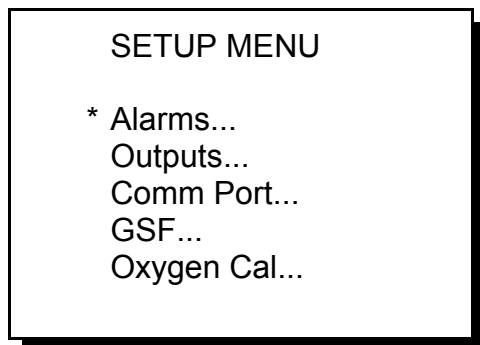 SETUP MENU
* Alarms...
Outputs...
Comm Port...
GSF...
Oxygen Cal...